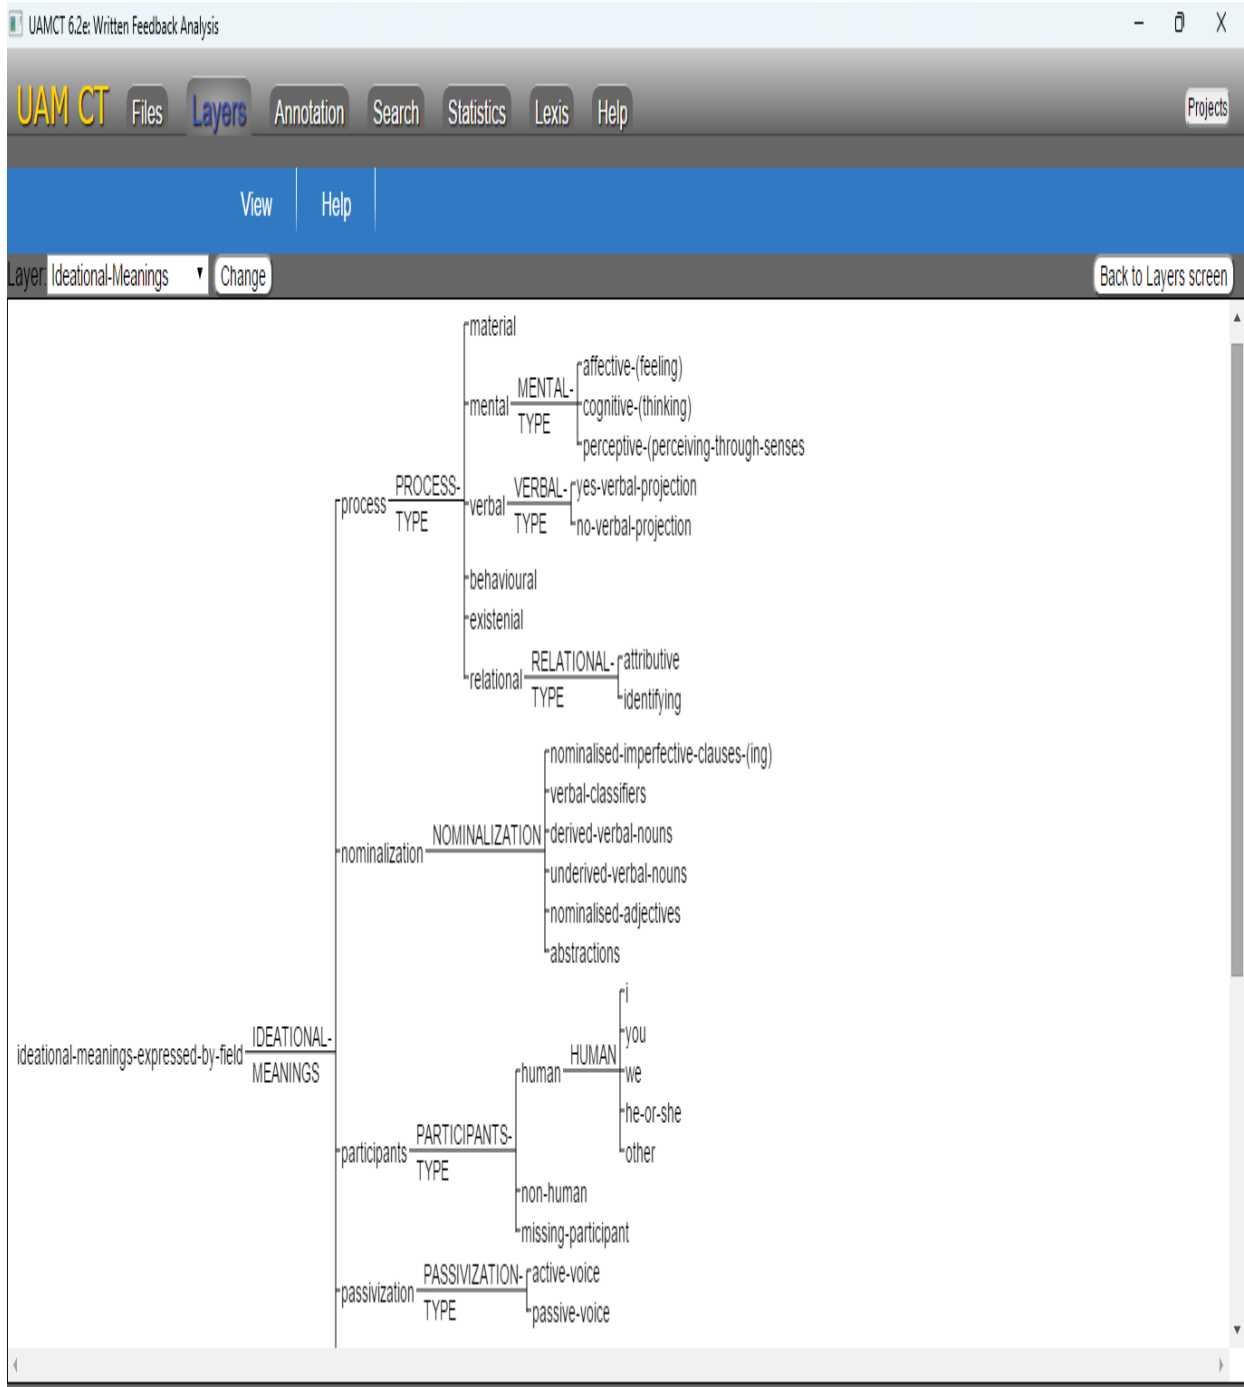 UAMCT 6.2e: Written Feedback Analysis
UAM CT Files Layers Annotation Search Statistics Lexis Help Projects
View Help
Layer: Ideational-Meanings Change Back to Layers screen
material
affective-(feeling)
mental MENTAL-TYPE cognitive-(thinking)
perceptive-(perceiving-through-senses
process PROCESS-TYPE verbal VERBAL-TYPE yes-verbal-projection
no-verbal-projection
behavioural
existenial
relational RELATIONAL-TYPE attributive
identifying
nominalised-imperfective-clauses-(ing)
verbal-classifiers
nominalization NOMINALIZATION derived-verbal-nouns
underived-verbal-nouns
nominalised-adjectives
abstractions
i
you
ideational-meanings-expressed-by-field IDEATIONAL-MEANINGS human HUMAN we
he-or-she
participants PARTICIPANTS-TYPE other
non-human
missing-participant
passivization PASSIVIZATION-TYPE active-voice
passive-voice